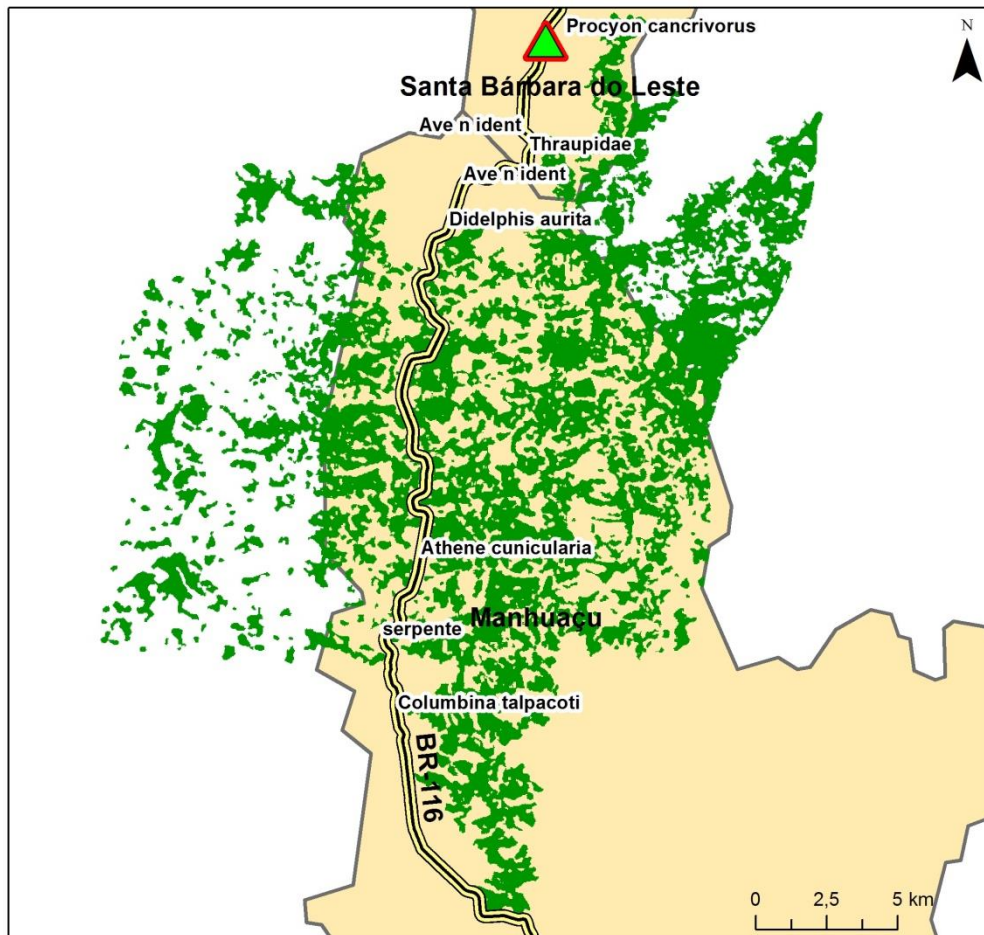 N
Procyon cancrivorus
Santa Bárbara do Leste
Ave n ident
Thraupidae
Ave n ident
Didelphis aurita
Athene cunicularia
Manhuaçu
serpente
Columbina talpacoti
BR-116
0 2,5 5 km